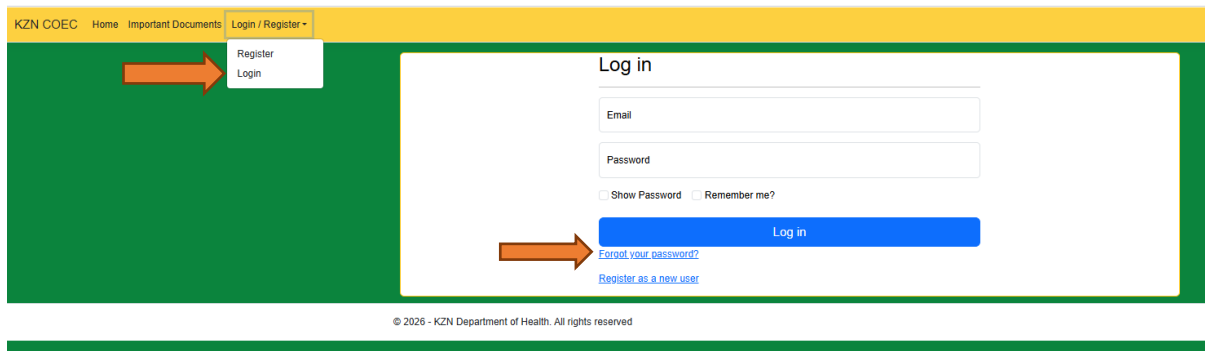 KZN COEC Home Important Documents Login / Register
Register
Login
Log in
Email
Password
Show Password Remember me?
Log in
Forgot your password?
Register as a new user
© 2026 - KZN Department of Health. All rights reserved